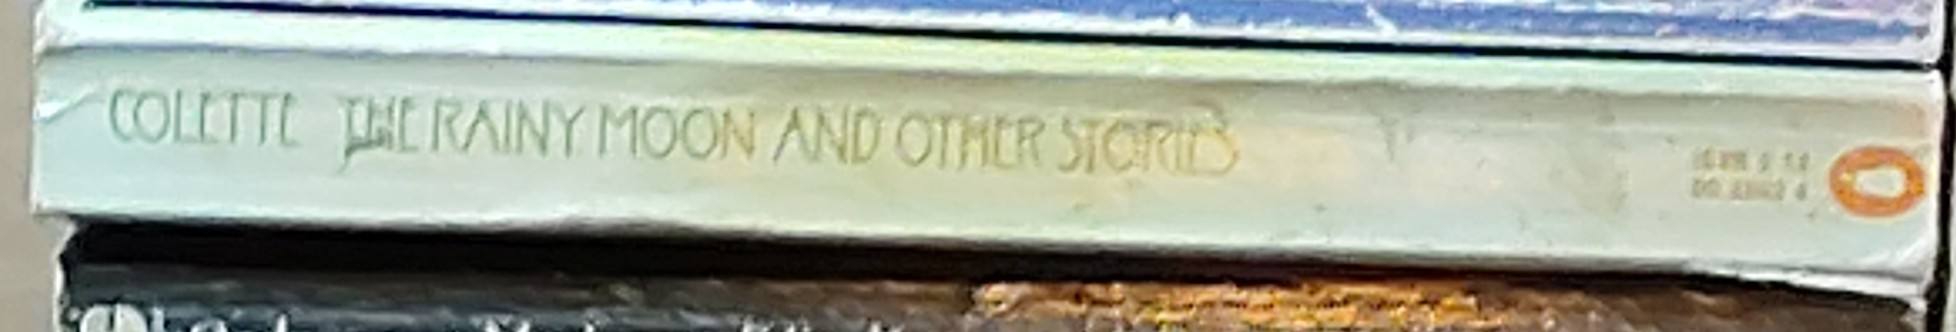 COLETTE THE RAINY MOON AND OTHER STORIES